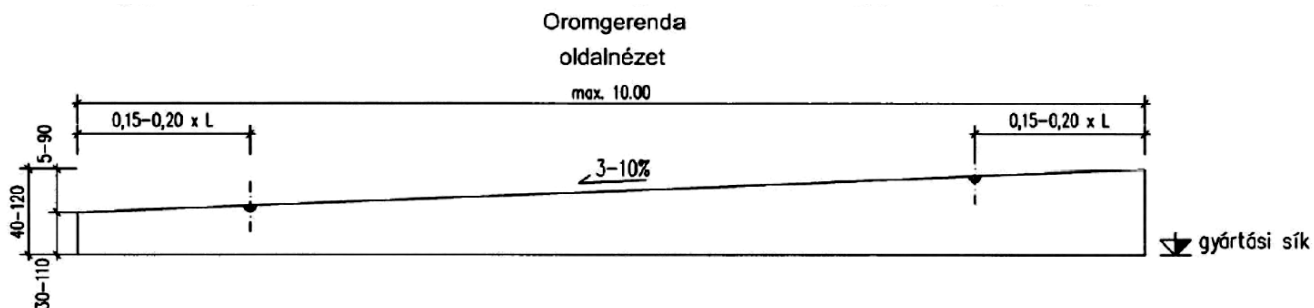 Oromgerenda
oldalnézet
max. 10.00
0,15-0,20 x L
0,15-0,20 x L
5-90
3-10%
40-120
gyártási sík
30-110